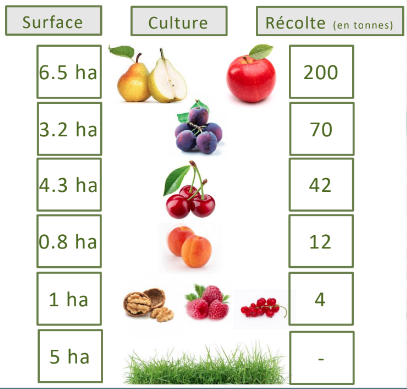 Surface Culture Récolte (en tonnes)
6.5 ha 200
3.2 ha 70
4.3 ha 42
0.8 ha 12
1 ha 4
5 ha -